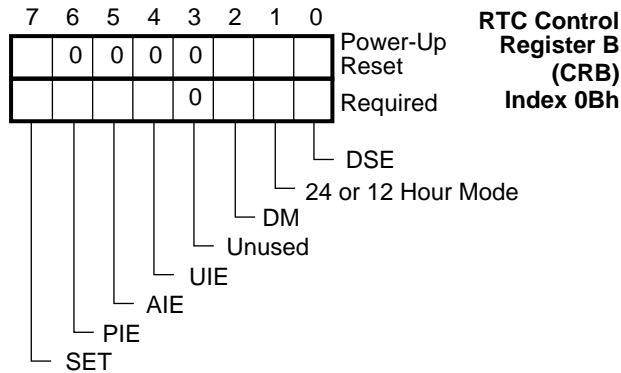 7 6 5 4 3 2 1 0
RTC Control
Register B
(CRB)
Index 0Bh
0 0 0 0
Power-Up
Reset
0
Required
DSE
24 or 12 Hour Mode
DM
Unused
UIE
AIE
PIE
SET